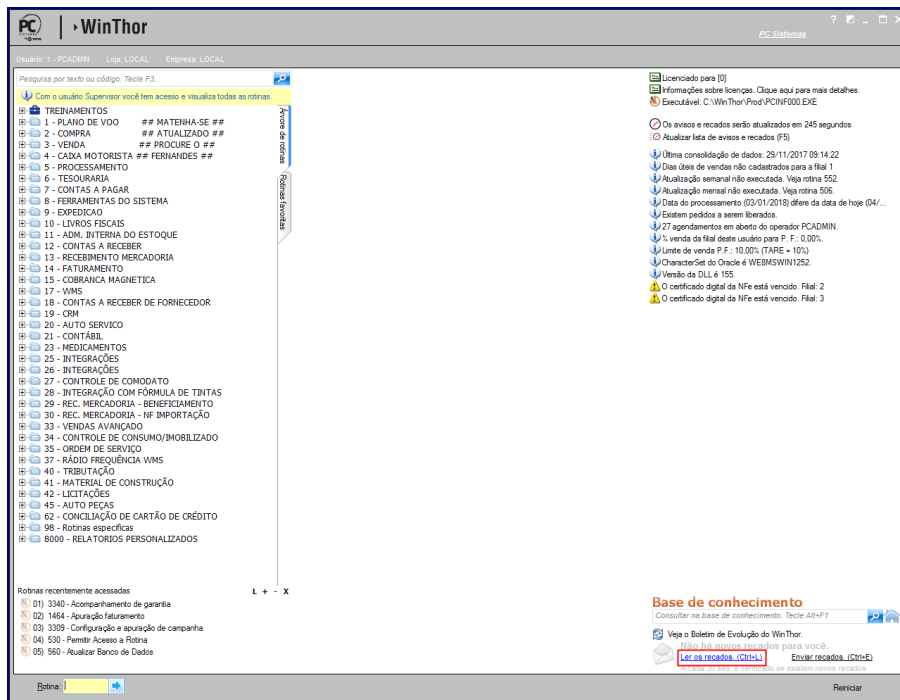 PC
SISTEMAS
WinThor
PC Sistemas
Usuário: 1 - PCADMN Loja: LOCAL Empresa: LOCAL
Pesquisa por texto ou código. Tecle F3.
Com o usuário Supervisor você tem acesso e visualiza todas as rotinas.
TREINAMENTOS
1 - PLANO DE VOO ## MATENHA-SE ##
2 - COMPRA ## ATUALIZADO ##
3 - VENDA ## PROCURE O ##
4 - CAIXA MOTORISTA ## FERNANDES ##
5 - PROCESSAMENTO
6 - TESOURARIA
7 - CONTAS A PAGAR
8 - FERRAMENTAS DO SISTEMA
9 - EXPEDICAO
10 - LIVROS FISCAIS
11 - ADM. INTERNA DO ESTOQUE
12 - CONTAS A RECEBER
13 - RECEBIMENTO MERCADORIA
14 - FATURAMENTO
15 - COBRANCA MAGNETICA
17 - WMS
18 - CONTAS A RECEBER DE FORNECEDOR
19 - CRM
20 - AUTO SERVICO
21 - CONTÁBIL
23 - MEDICAMENTOS
25 - INTEGRAÇÕES
26 - INTEGRAÇÕES
27 - CONTROLE DE COMODATO
28 - INTEGRAÇÃO COM FÓRMULA DE TINTAS
29 - REC. MERCADORIA - BENEFICIAMENTO
30 - REC. MERCADORIA - NF IMPORTAÇÃO
33 - VENDAS AVANÇADO
34 - CONTROLE DE CONSUMO/IMOBILIZADO
35 - ORDEM DE SERVIÇO
37 - RÁDIO FREQUÊNCIA WMS
40 - TRIBUTAÇÃO
41 - MATERIAL DE CONSTRUÇÃO
42 - LICITAÇÕES
45 - AUTO PEÇAS
62 - CONCILIAÇÃO DE CARTÃO DE CRÉDITO
98 - Rotinas especificas
8000 - RELATORIOS PERSONALIZADOS
Árvore de rotinas
Rotinas favoritas
Licenciado para [0]
Informações sobre licenças. Clique aqui para mais detalhes.
Executável: C:\WinThor\Prod\PCINF000.EXE
Os avisos e recados serão atualizados em 245 segundos
Atualizar lista de avisos e recados (F5)
Última consolidação de dados: 29/11/2017 09:14:22
Dias úteis de vendas não cadastrados para a filial 1
Atualização semanal não executada. Veja rotina 552.
Atualização mensal não executada. Veja rotina 506.
Data do processamento (03/01/2018) difere da data de hoje (04/...
Existem pedidos a serem liberados.
27 agendamentos em aberto do operador PCADMN.
% venda da filial deste usuário para P. F.: 0,00%.
Limite de venda P.F.: 10,00% (TARE = 10%)
CharacterSet do Oracle é WE8MSWIN1252.
Versão da DLL é 155.
O certificado digital da NFe está vencido. Filial: 2
O certificado digital da NFe está vencido. Filial: 3
Rotinas recentemente acessadas L + - X
01) 3340 - Acompanhamento de garantia
02) 1464 - Apuração faturamento
03) 3309 - Configuração e apuração de campanha
04) 530 - Permitir Acesso a Rotina
05) 560 - Atualizar Banco de Dados
Base de conhecimento
Consultar na base de conhecimento. Tecle Alt+F1
Veja o Boletim de Evolução do WinThor.
Não há novos recados para você.
Ler os recados. (Ctrl+L) Enviar recados. (Ctrl+E)
A cada 30 seg. é verificado se existem novos recados
Rotina: Reiniciar